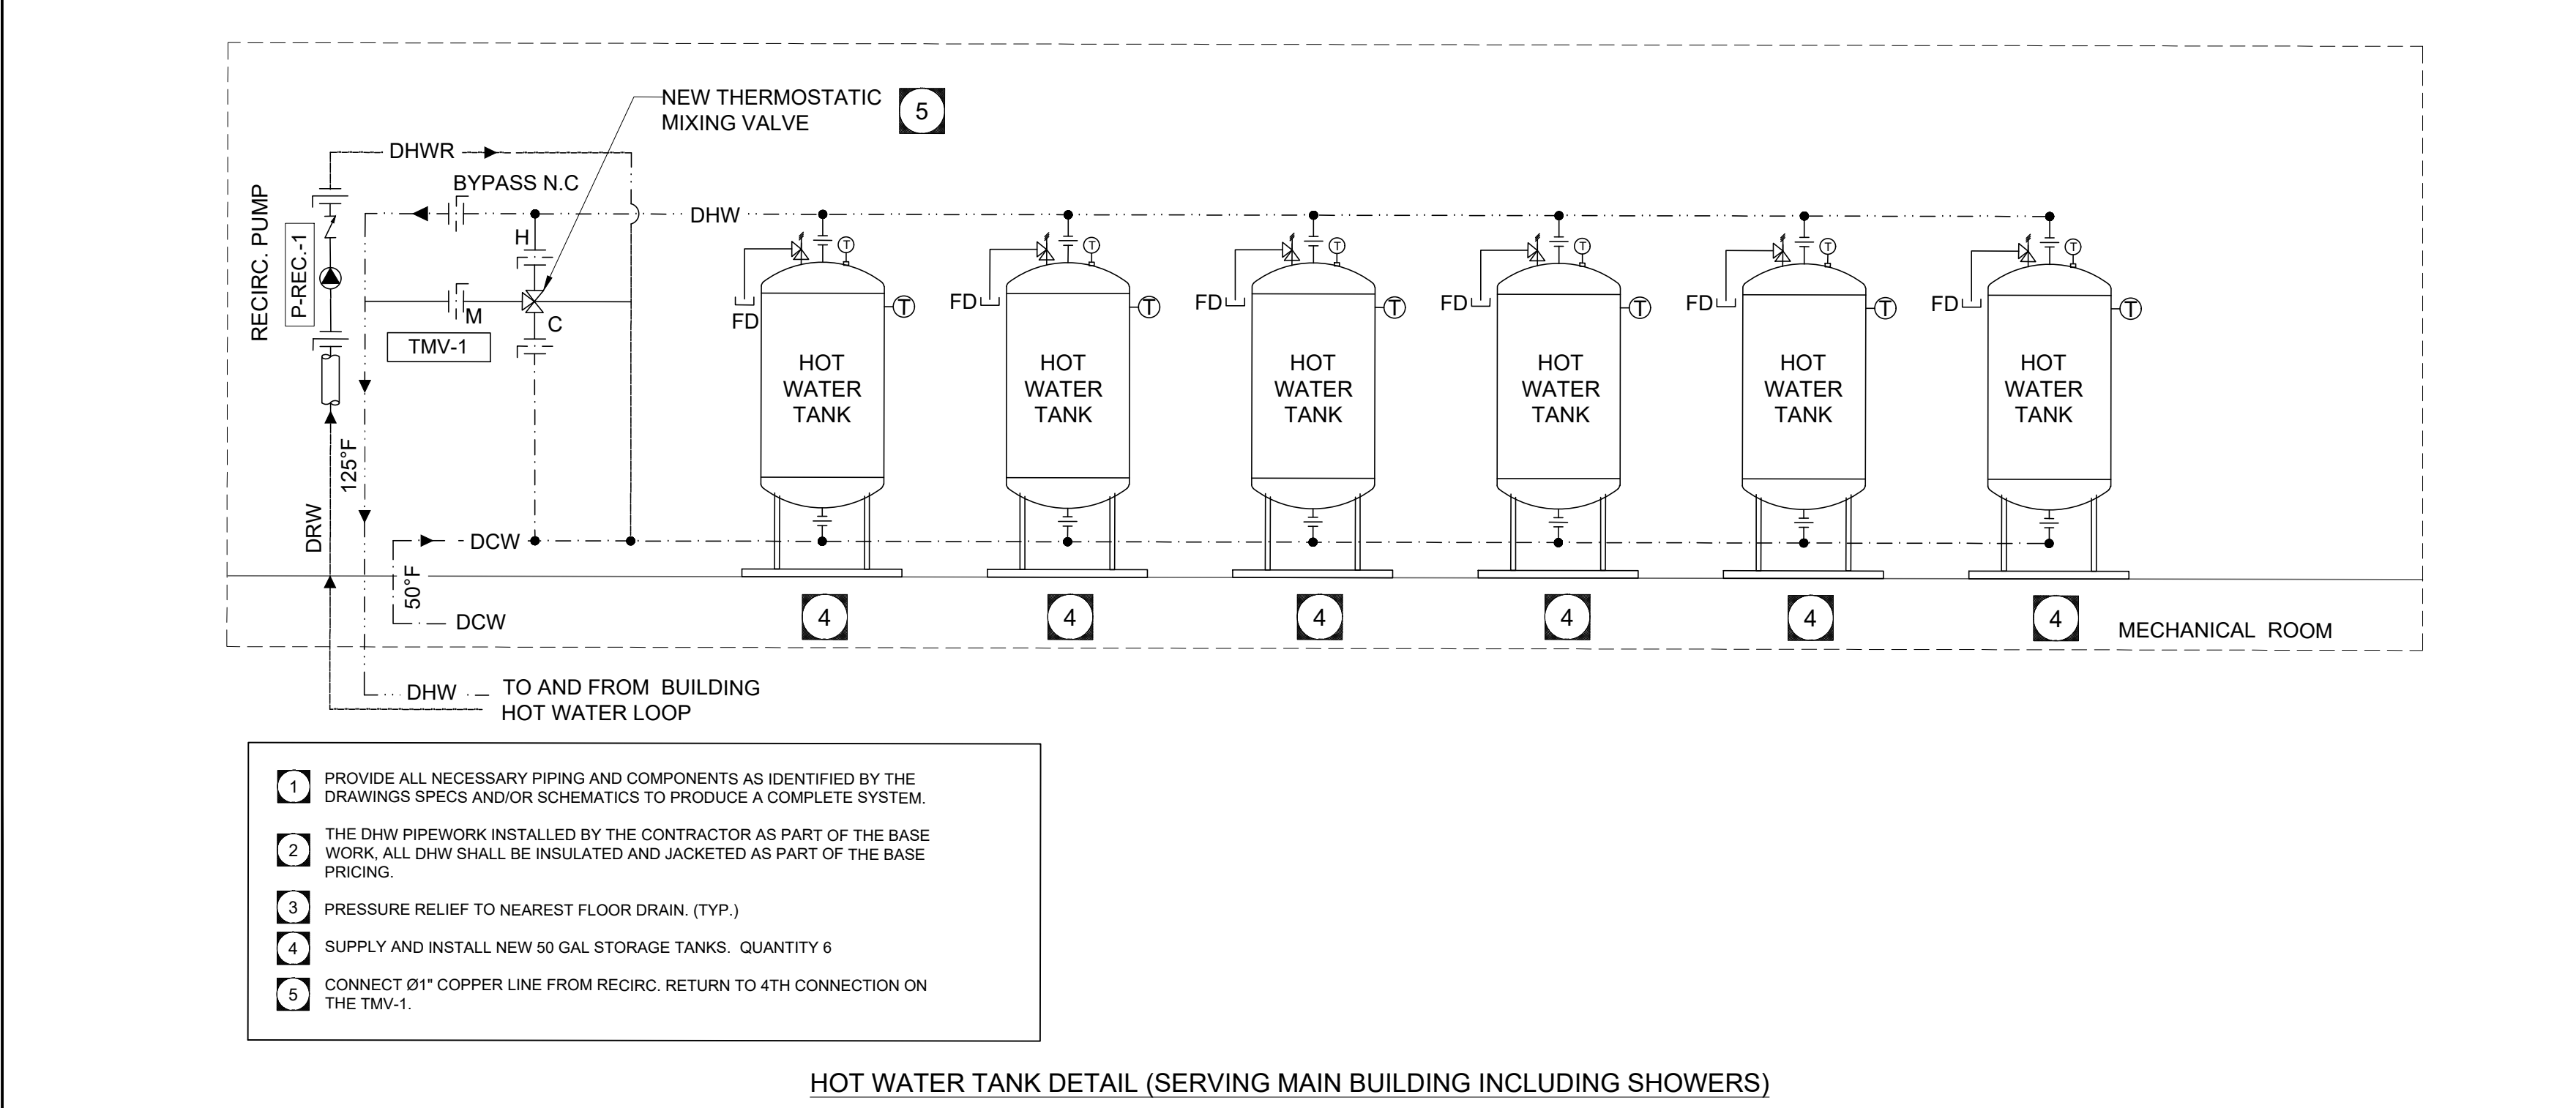 NEW THERMOSTATIC
MIXING VALVE
5
DHWR
BYPASS N.C
RECIRC. PUMP
P-REC.-1
DHW
H
M
C
TMV-1
T
T
T
T
T
T
FD
FD
FD
FD
FD
FD
T
T
T
T
T
T
HOT
WATER
TANK
HOT
WATER
TANK
HOT
WATER
TANK
HOT
WATER
TANK
HOT
WATER
TANK
HOT
WATER
TANK
125°F
DRW
DCW
50°F
DCW
4
4
4
4
4
4
MECHANICAL ROOM
DHW
TO AND FROM BUILDING
HOT WATER LOOP
1
PROVIDE ALL NECESSARY PIPING AND COMPONENTS AS IDENTIFIED BY THE
DRAWINGS SPECS AND/OR SCHEMATICS TO PRODUCE A COMPLETE SYSTEM.
2
THE DHW PIPEWORK INSTALLED BY THE CONTRACTOR AS PART OF THE BASE
WORK, ALL DHW SHALL BE INSULATED AND JACKETED AS PART OF THE BASE
PRICING.
3
PRESSURE RELIEF TO NEAREST FLOOR DRAIN. (TYP.)
4
SUPPLY AND INSTALL NEW 50 GAL STORAGE TANKS. QUANTITY 6
5
CONNECT Ø1" COPPER LINE FROM RECIRC. RETURN TO 4TH CONNECTION ON
THE TMV-1.
HOT WATER TANK DETAIL (SERVING MAIN BUILDING INCLUDING SHOWERS)